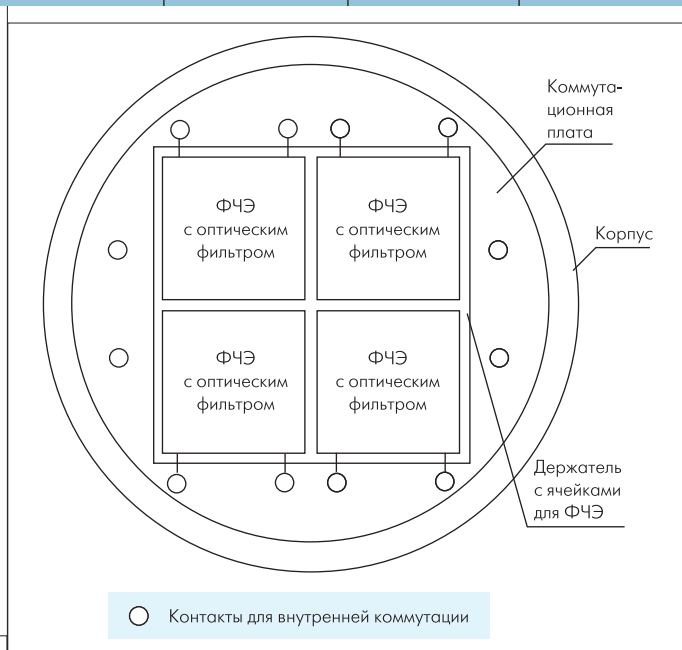 Коммута-
ционная
плата
Корпус
ФЧЭ
с оптическим
фильтром
ФЧЭ
с оптическим
фильтром
ФЧЭ
с оптическим
фильтром
ФЧЭ
с оптическим
фильтром
Держатель
с ячейками
для ФЧЭ
Контакты для внутренней коммутации